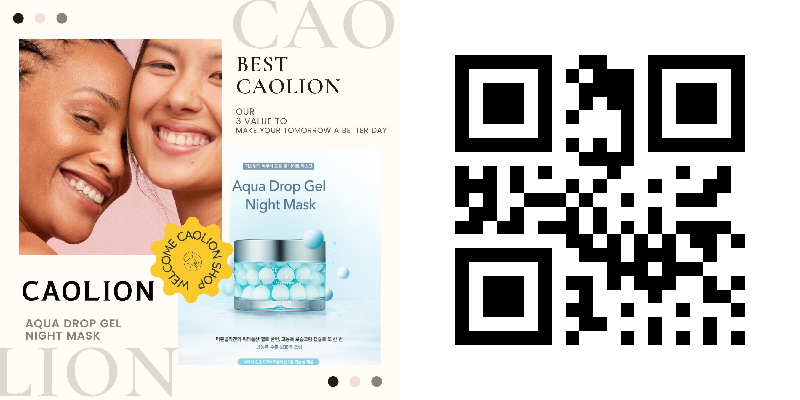 CAO
BEST
CAOLION
OUR
3 VALUE TO
MAKE YOUR TOMORROW A BETTER DAY
Aqua Drop Gel
Night Mask
WELCOME CAOLION SHOP
CAOLION
AQUA DROP GEL
NIGHT MASK
LION